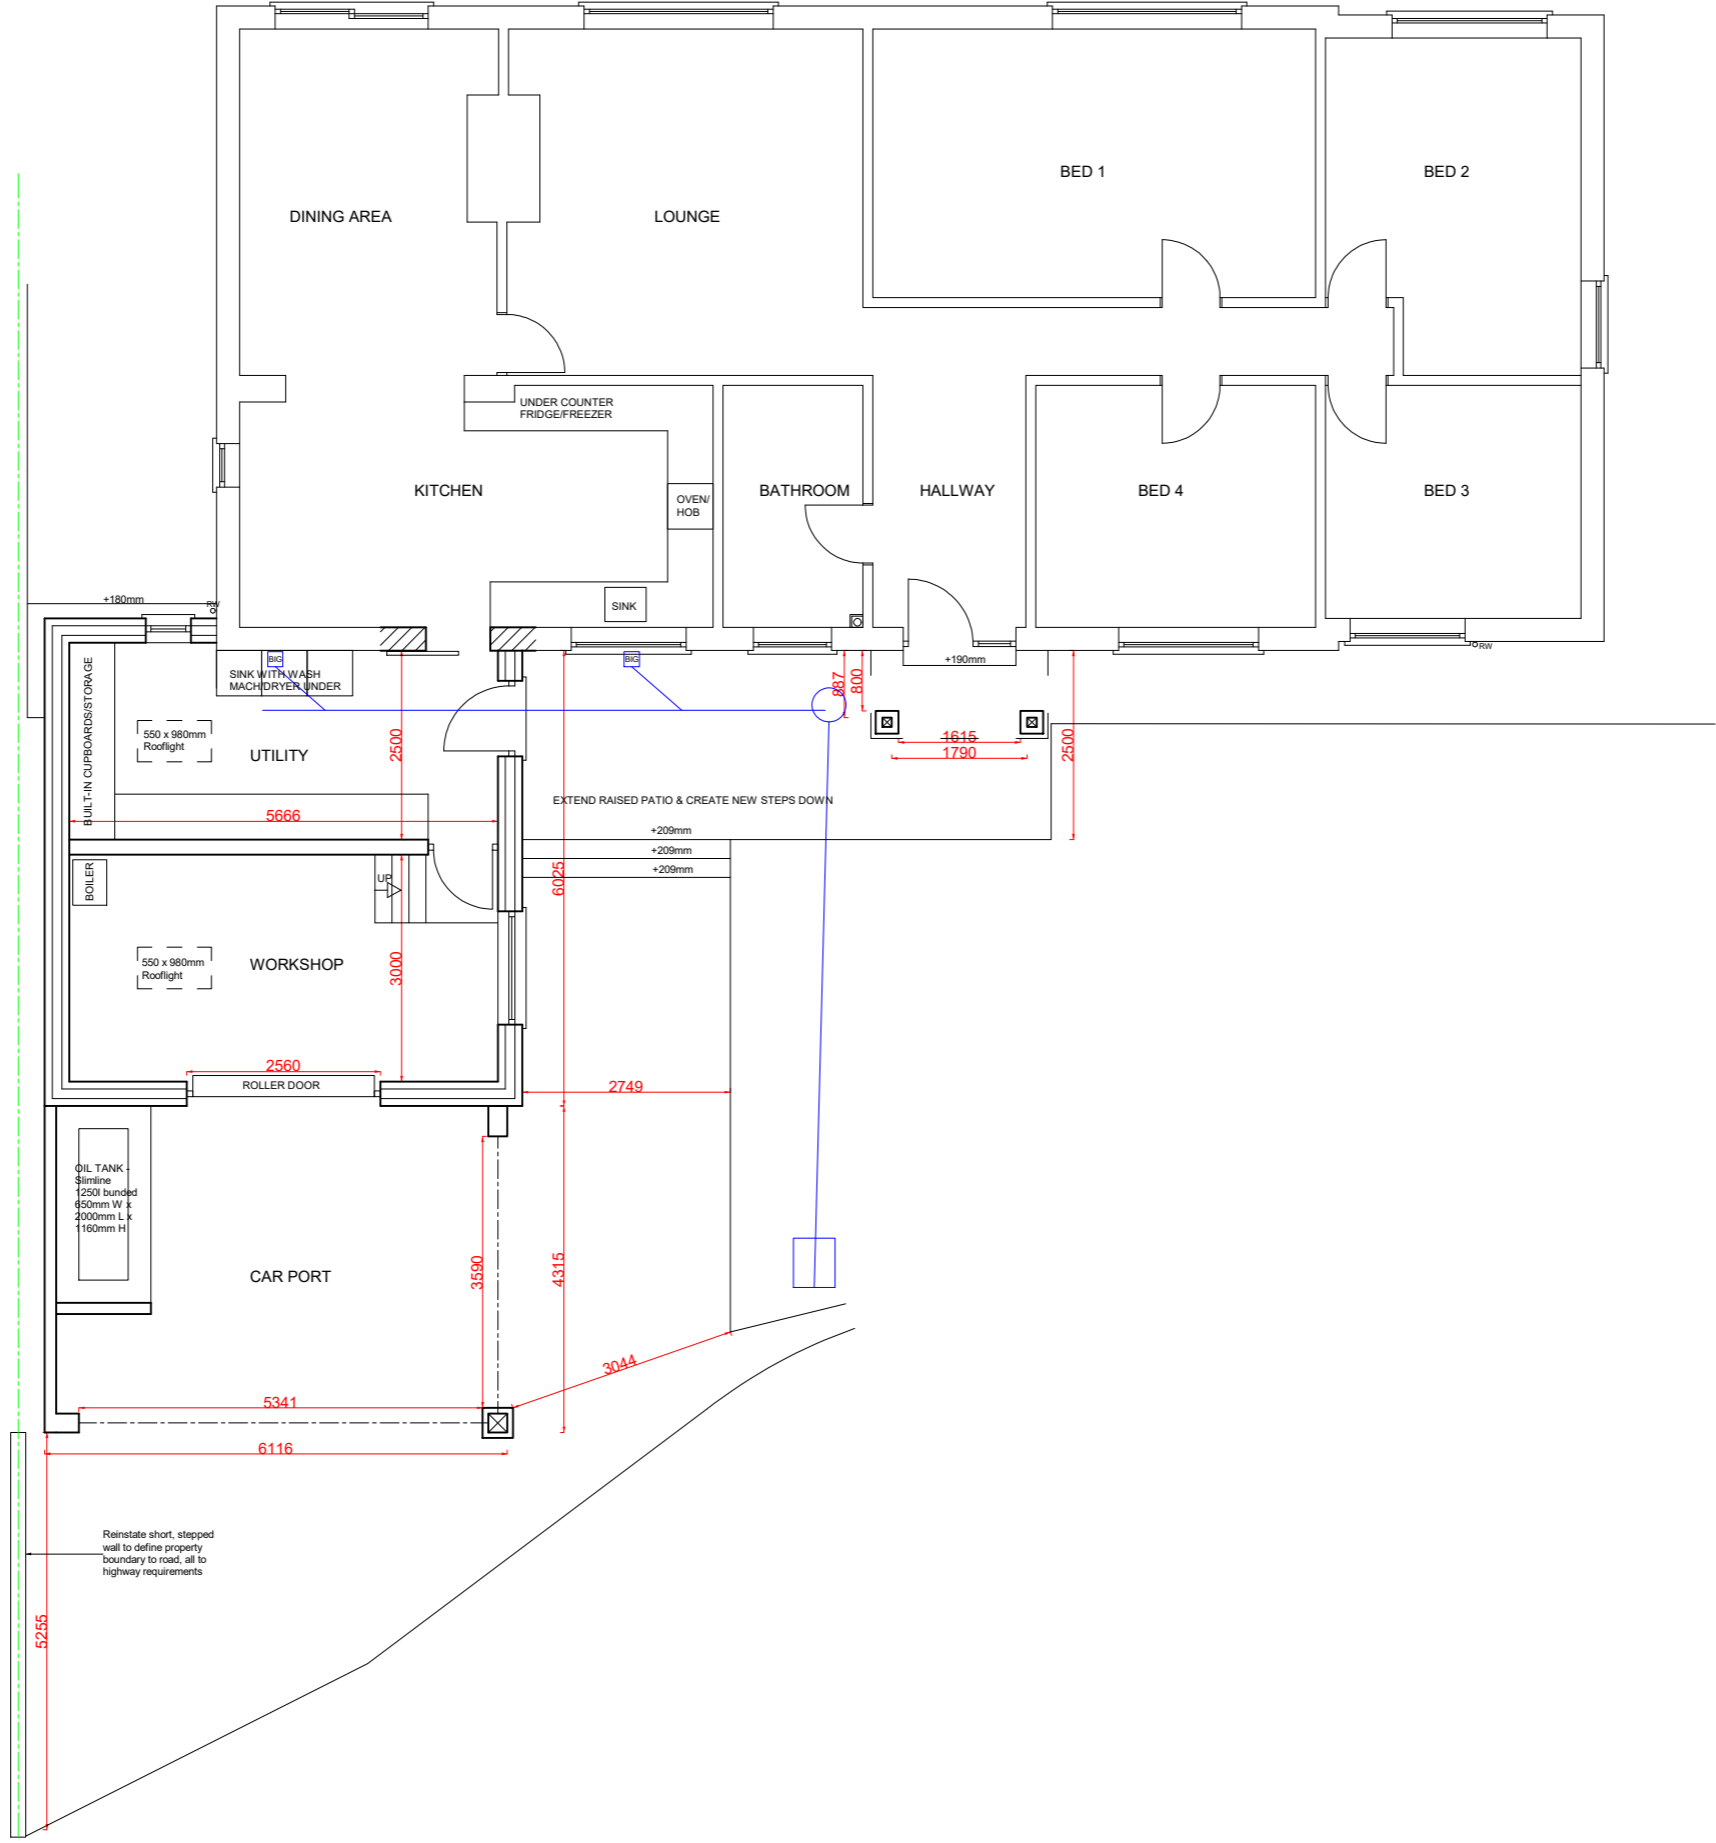 BED 1
BED 2
DINING AREA
LOUNGE
UNDER COUNTER
FRIDGE/FREEZER
KITCHEN
OVEN/
HOB
BATHROOM
HALLWAY
BED 4
BED 3
SINK
+180mm
RW
RW
+190mm
BIG
BIG
SINK WITH WASH
MACH/DRYER UNDER
BUILT-IN CUPBOARDS/STORAGE
550 x 980mm
Rooflight
UTILITY
2500
887
800
1615
1790
2500
5666
EXTEND RAISED PATIO & CREATE NEW STEPS DOWN
+209mm
+209mm
+209mm
BOILER
UP
6025
550 x 980mm
Rooflight
WORKSHOP
3000
2560
ROLLER DOOR
2749
OIL TANK -
Slimline
1250l bunded
650mm W x
2000mm L x
1160mm H
CAR PORT
3590
4315
3044
5341
6116
Reinstate short, stepped
wall to define property
boundary to road, all to
highway requirements
5255